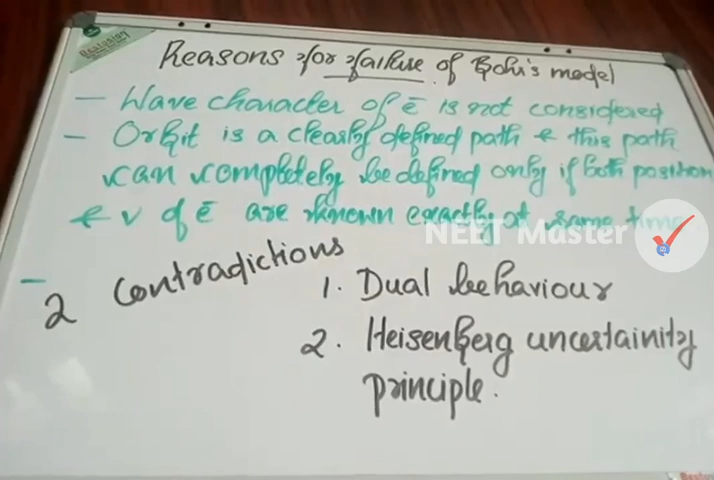 Reasons for failure of Bohr's model
- Wave character of ē is not considered
- Orbit is a clearly defined path & this path
can completely be defined only if both position
& v of ē are known exactly at same time
- 2 contradictions
1. Dual behaviour
2. Heisenberg uncertainity
principle.
NEET Master